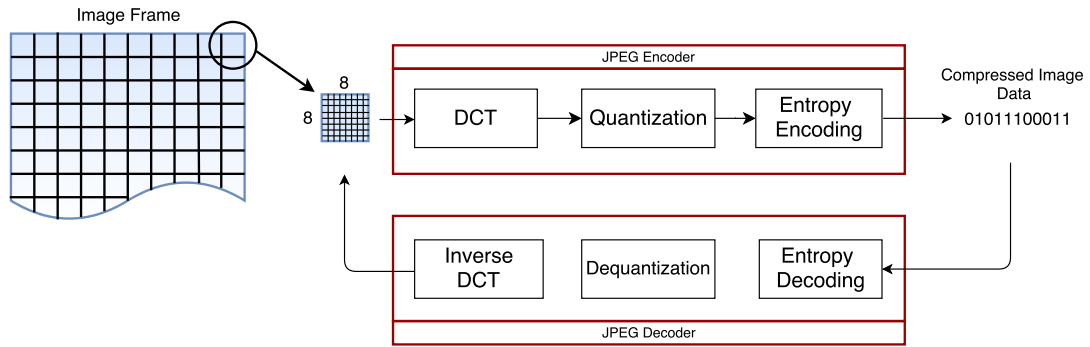 Image Frame
8
8
JPEG Encoder
DCT
Quantization
Entropy
Encoding
Compressed Image
Data
01011100011
Inverse
DCT
Dequantization
Entropy
Decoding
JPEG Decoder